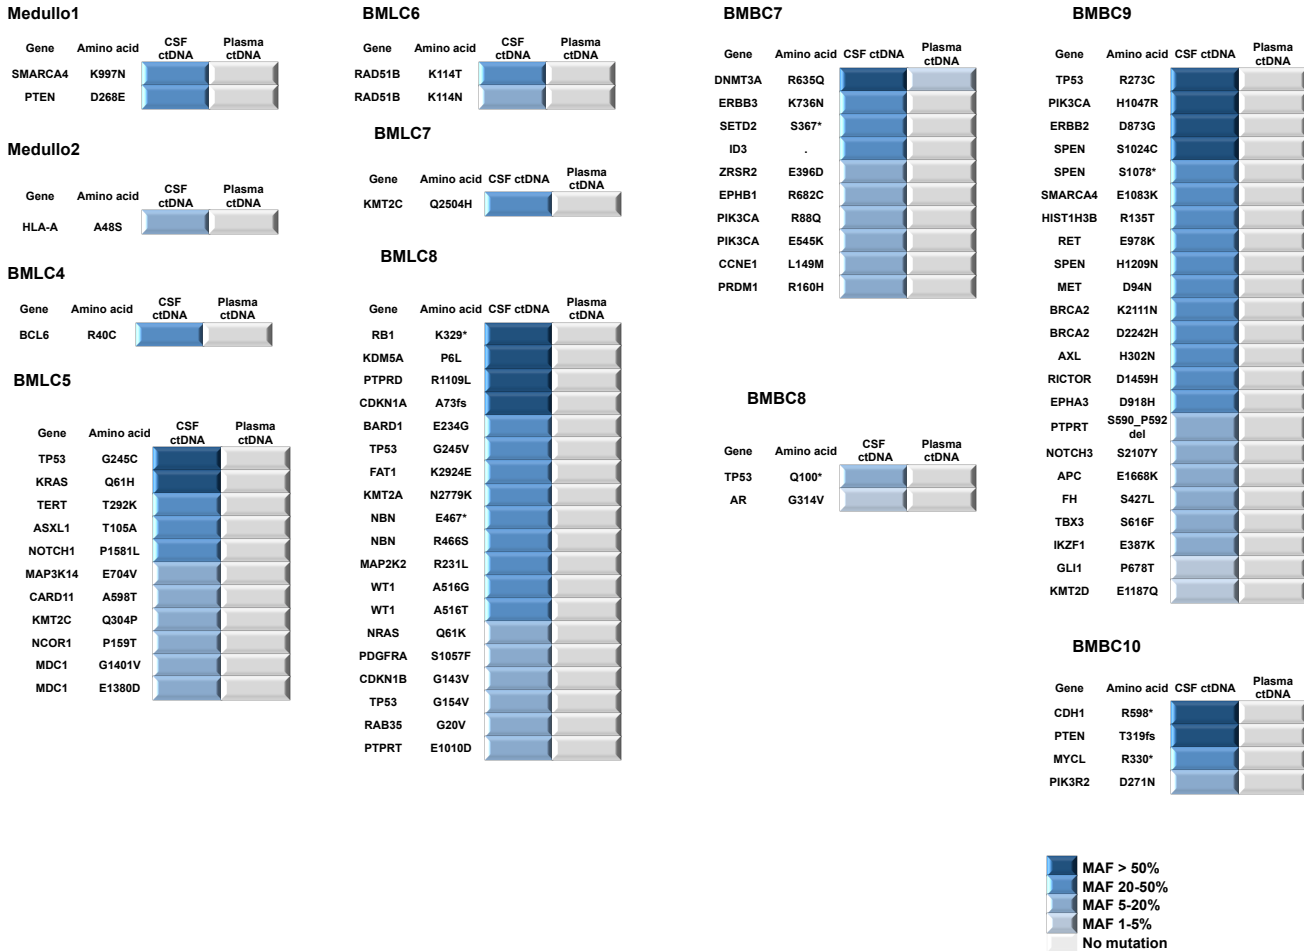 Medullo1
Gene Amino acid CSF ctDNA Plasma ctDNA
SMARCA4 K997N
PTEN D268E
Medullo2
Gene Amino acid CSF ctDNA Plasma ctDNA
HLA-A A48S
BMLC4
Gene Amino acid CSF ctDNA Plasma ctDNA
BCL6 R40C
BMLC5
Gene Amino acid CSF ctDNA Plasma ctDNA
TP53 G245C
KRAS Q61H
TERT T292K
ASXL1 T105A
NOTCH1 P1581L
MAP3K14 E704V
CARD11 A598T
KMT2C Q304P
NCOR1 P159T
MDC1 G1401V
MDC1 E1380D
BMLC6
Gene Amino acid CSF ctDNA Plasma ctDNA
RAD51B K114T
RAD51B K114N
BMLC7
Gene Amino acid CSF ctDNA Plasma ctDNA
KMT2C Q2504H
BMLC8
Gene Amino acid CSF ctDNA Plasma ctDNA
RB1 K329*
KDM5A P6L
PTPRD R1109L
CDKN1A A73fs
BARD1 E234G
TP53 G245V
FAT1 K2924E
KMT2A N2779K
NBN E467*
NBN R466S
MAP2K2 R231L
WT1 A516G
WT1 A516T
NRAS Q61K
PDGFRA S1057F
CDKN1B G143V
TP53 G154V
RAB35 G20V
PTPRT E1010D
BMBC7
Gene Amino acid CSF ctDNA Plasma ctDNA
DNMT3A R635Q
ERBB3 K736N
SETD2 S367*
ID3 .
ZRSR2 E396D
EPHB1 R682C
PIK3CA R88Q
PIK3CA E545K
CCNE1 L149M
PRDM1 R160H
BMBC8
Gene Amino acid CSF ctDNA Plasma ctDNA
TP53 Q100*
AR G314V
BMBC9
Gene Amino acid CSF ctDNA Plasma ctDNA
TP53 R273C
PIK3CA H1047R
ERBB2 D873G
SPEN S1024C
SPEN S1078*
SMARCA4 E1083K
HIST1H3B R135T
RET E978K
SPEN H1209N
MET D94N
BRCA2 K2111N
BRCA2 D2242H
AXL H302N
RICTOR D1459H
EPHA3 D918H
PTPRT S590_P592 del
NOTCH3 S2107Y
APC E1668K
FH S427L
TBX3 S616F
IKZF1 E387K
GLI1 P678T
KMT2D E1187Q
BMBC10
Gene Amino acid CSF ctDNA Plasma ctDNA
CDH1 R598*
PTEN T319fs
MYCL R330*
PIK3R2 D271N
MAF > 50%
MAF 20-50%
MAF 5-20%
MAF 1-5%
No mutation